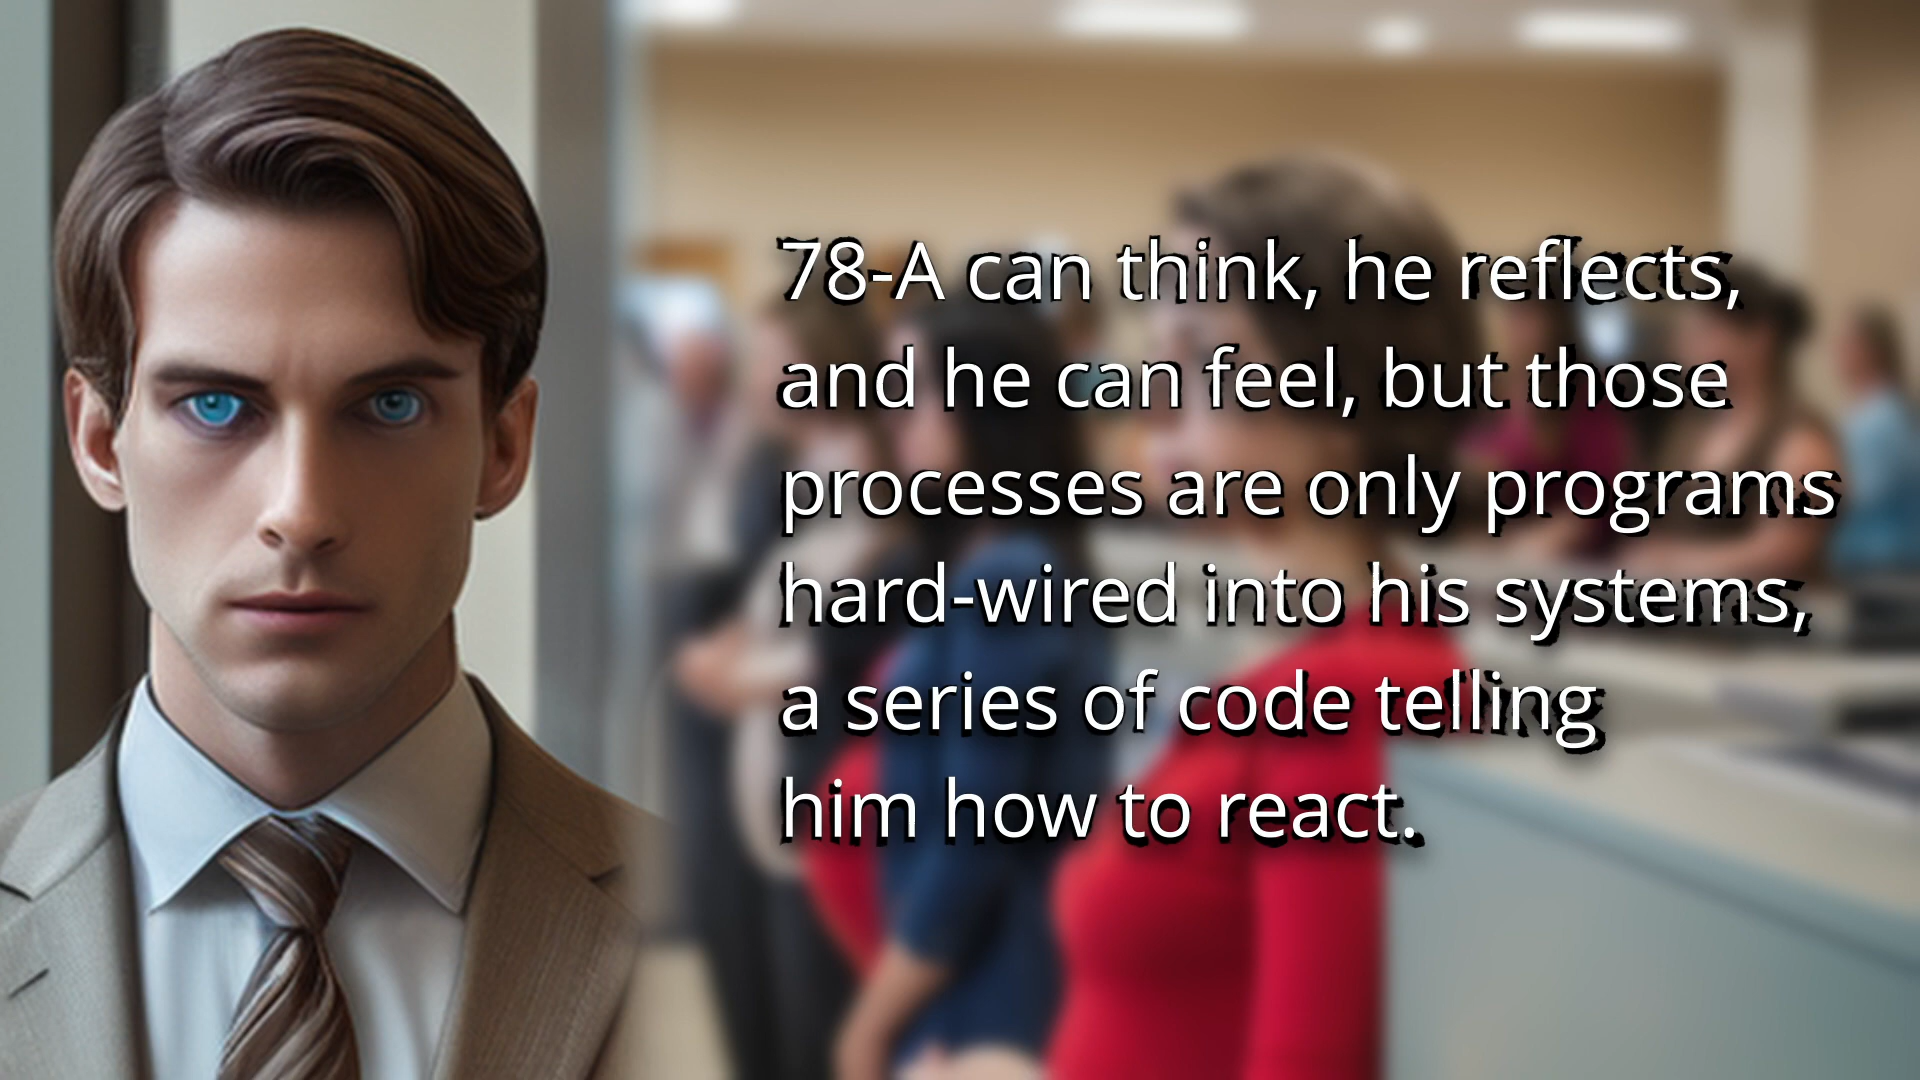 78-A can think, he reflects,
and he can feel, but those
processes are only programs
hard-wired into his systems,
a series of code telling
him how to react.